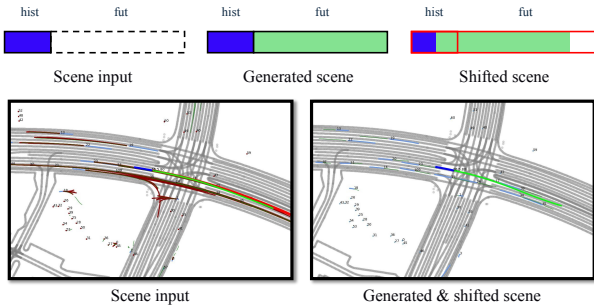 hist fut hist fut hist fut
Scene input Generated scene Shifted scene
Scene input Generated & shifted scene